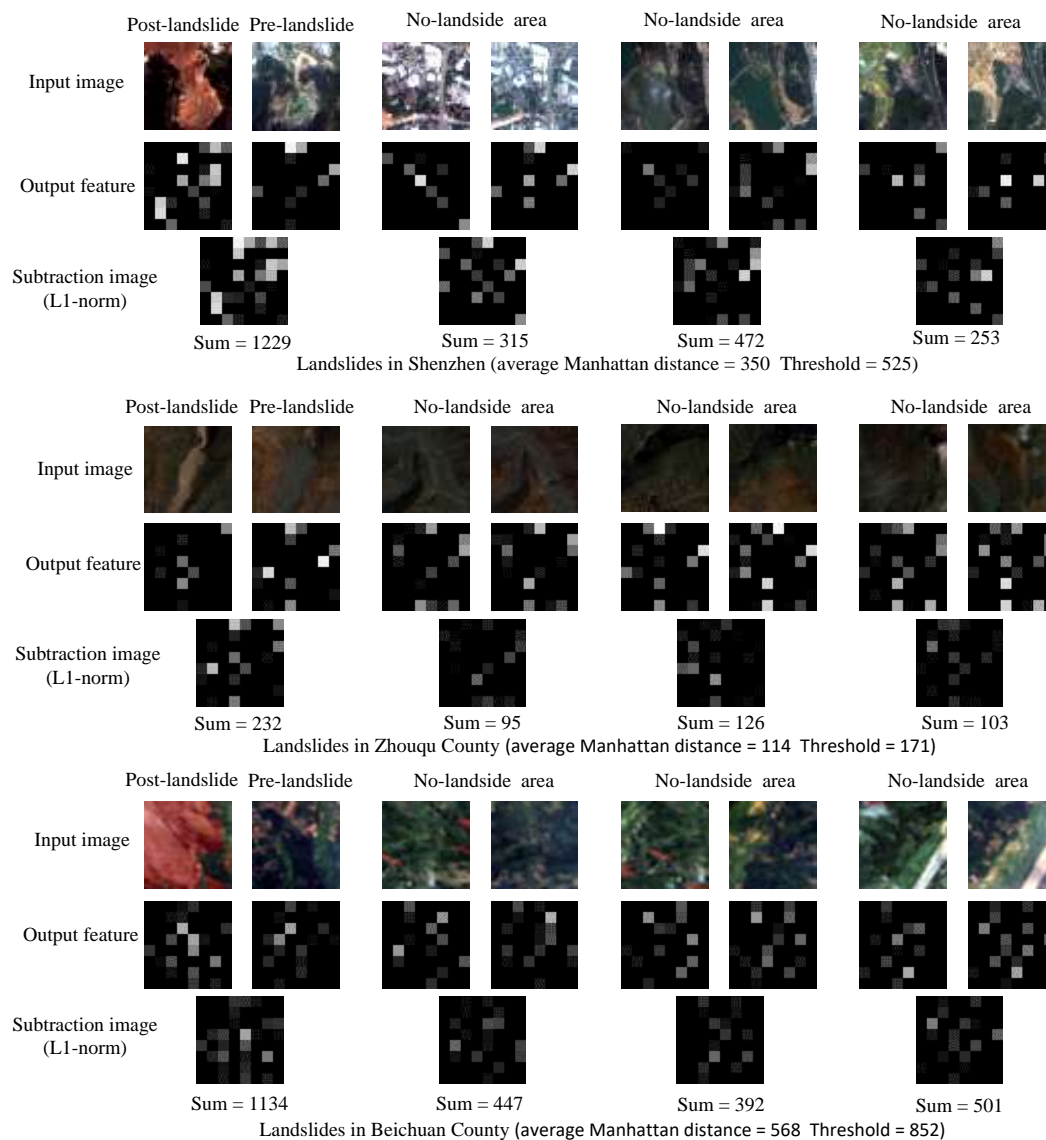 Post-landslide Pre-landslide No-landside area No-landside area No-landside area
Input image
Output feature
Subtraction image
(L1-norm)
Sum = 1229 Sum = 315 Sum = 472 Sum = 253
Landslides in Shenzhen (average Manhattan distance = 350 Threshold = 525)
Post-landslide Pre-landslide No-landside area No-landside area No-landside area
Input image
Output feature
Subtraction image
(L1-norm)
Sum = 232 Sum = 95 Sum = 126 Sum = 103
Landslides in Zhouqu County (average Manhattan distance = 114 Threshold = 171)
Post-landslide Pre-landslide No-landside area No-landside area No-landside area
Input image
Output feature
Subtraction image
(L1-norm)
Sum = 1134 Sum = 447 Sum = 392 Sum = 501
Landslides in Beichuan County (average Manhattan distance = 568 Threshold = 852)